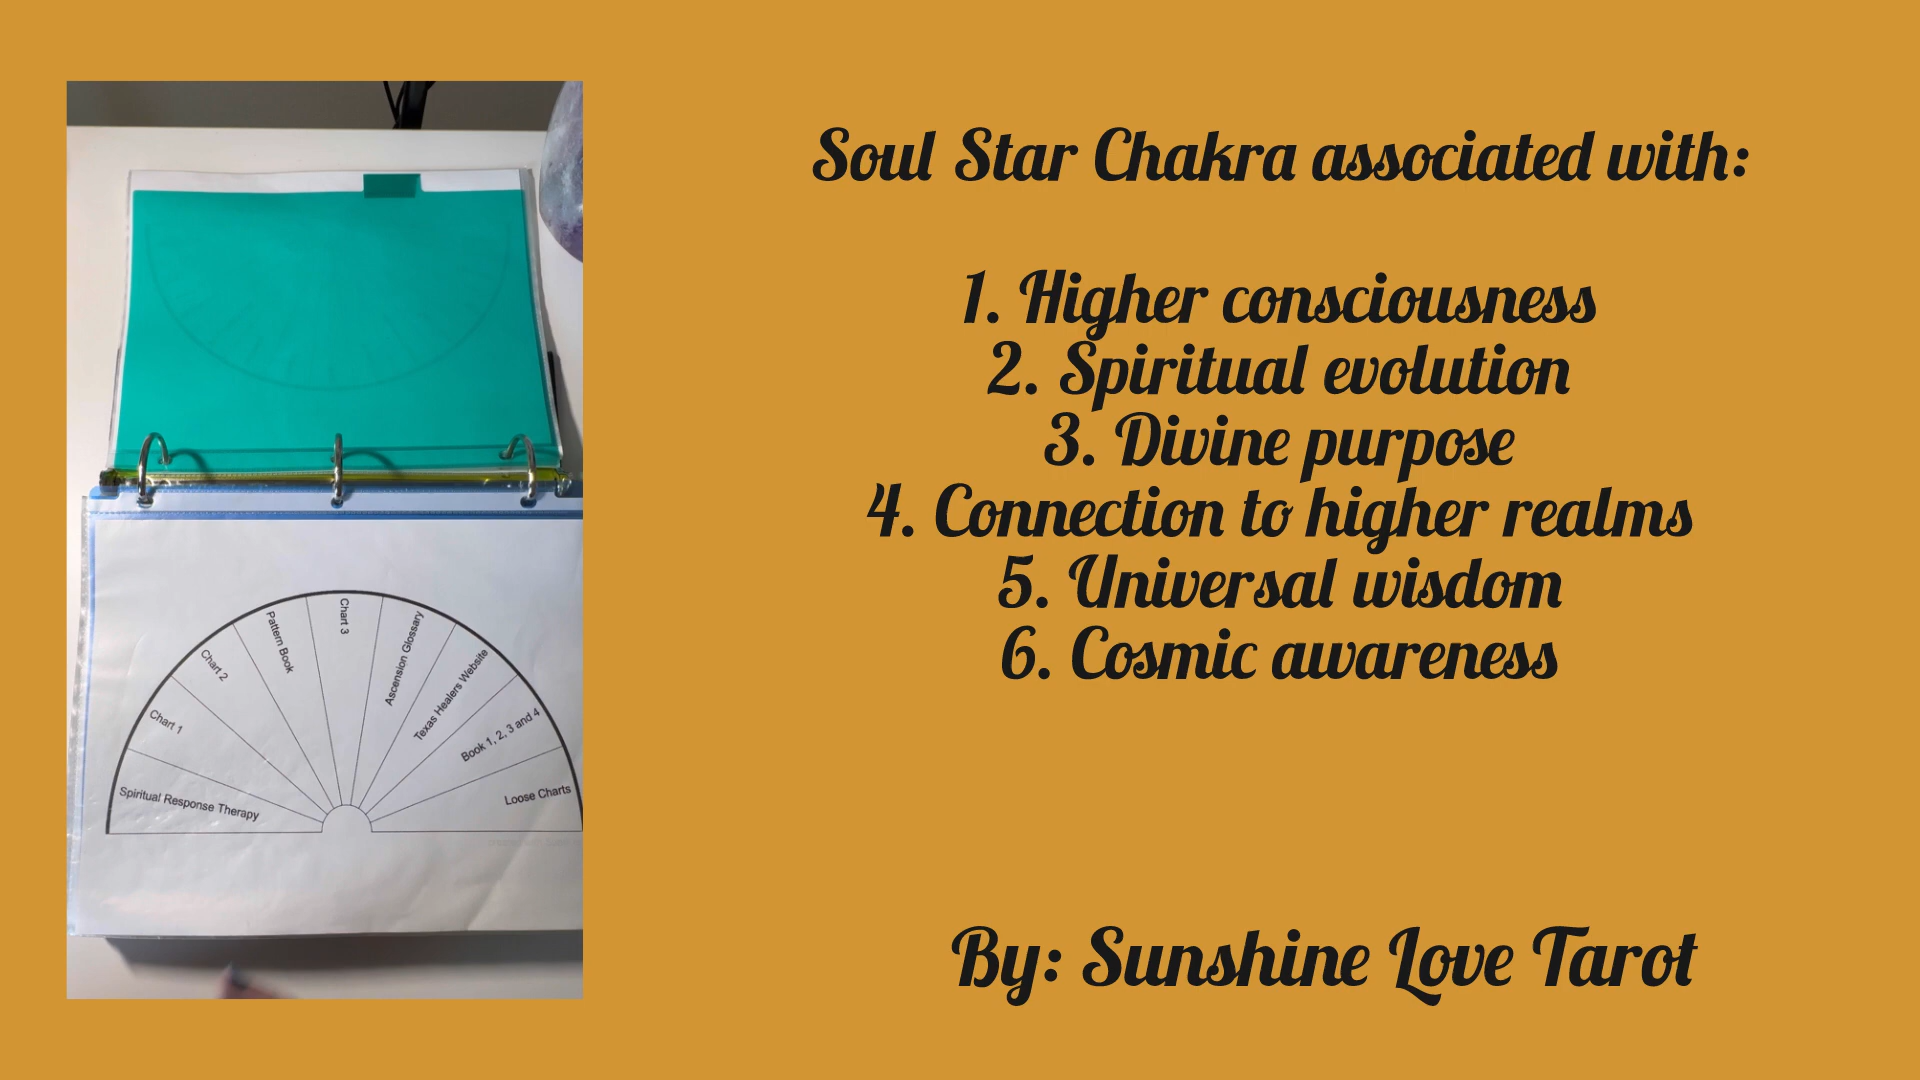 Soul Star Chakra associated with:
1. Higher consciousness
2. Spiritual evolution
3. Divine purpose
4. Connection to higher realms
5. Universal wisdom
6. Cosmic awareness
By: Sunshine Love Tarot
Spiritual Response Therapy
Chart 1
Chart 2
Pattern Book
Chart 3
Ascension Glossary
Texas Healers Website
Book 1, 2, 3 and 4
Loose Charts